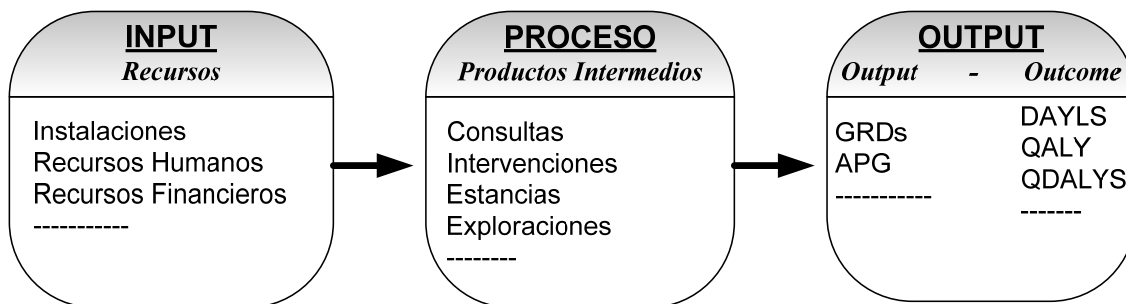 INPUT
Recursos
Instalaciones
Recursos Humanos
Recursos Financieros
-----------
PROCESO
Productos Intermedios
Consultas
Intervenciones
Estancias
Exploraciones
--------
OUTPUT
Output - Outcome
GRDs
APG
-----------
DAYLS
QALY
QDALYS
-------